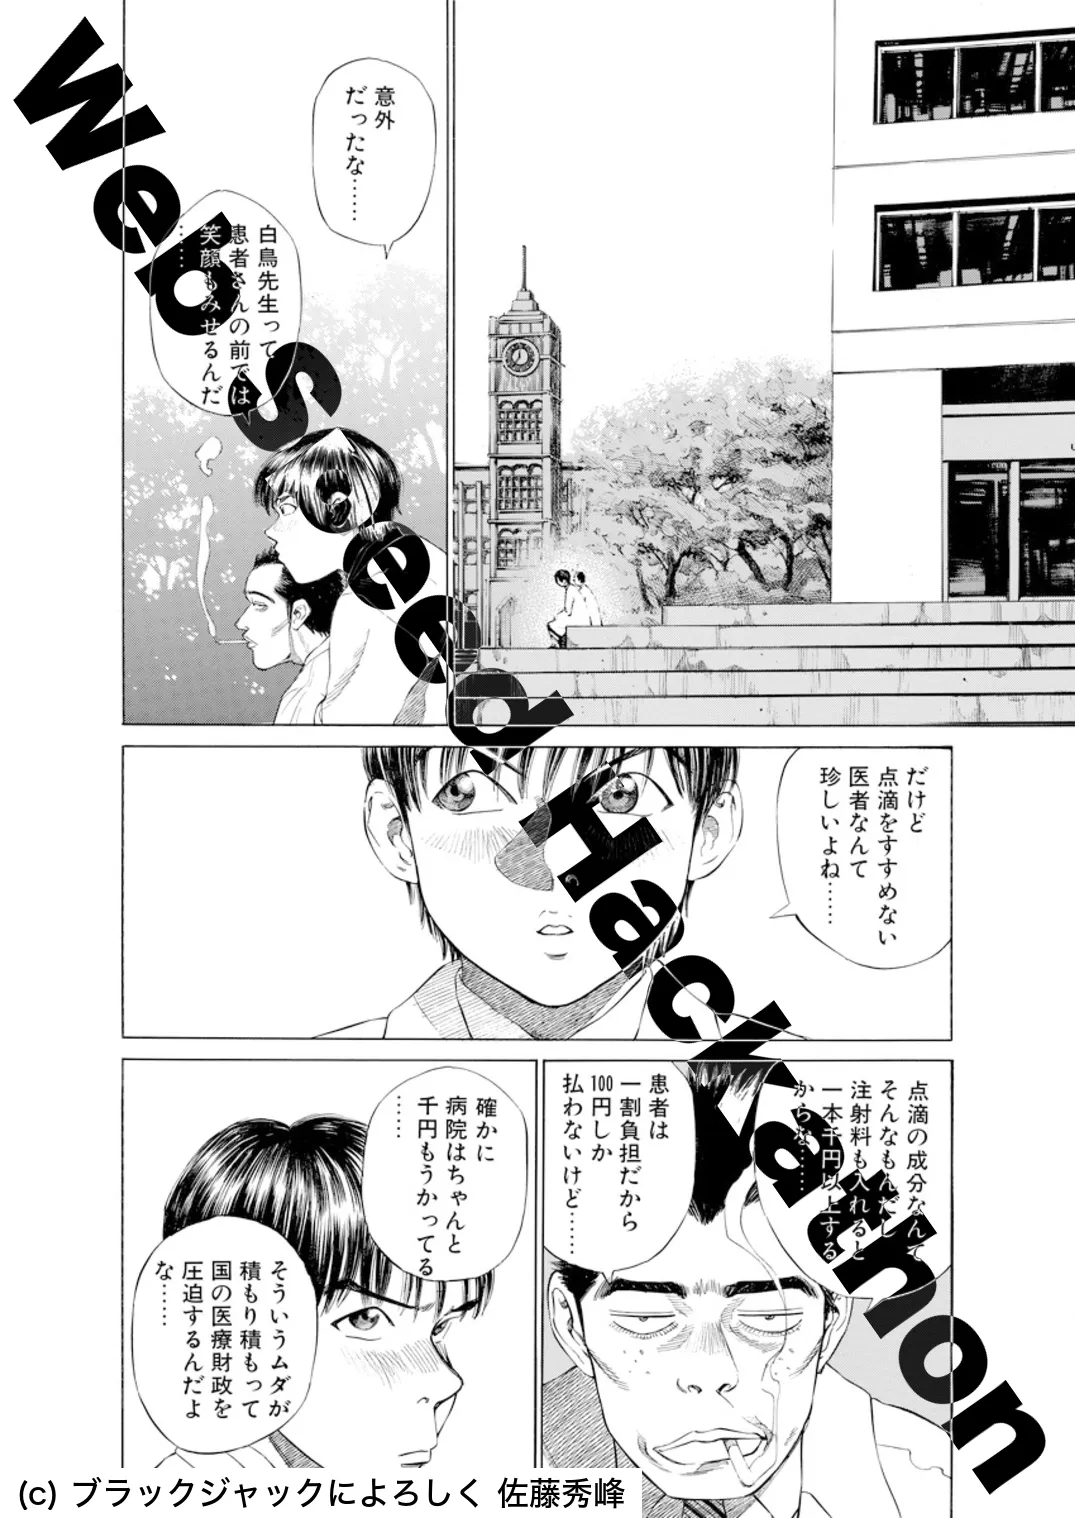 意外
だったな……
白鳥先生って
患者さんの前では
笑顔もみせるんだ
……
だけど
点滴をすすめない
医者なんて
珍しいよね……
点滴の成分なんて
そんなもんだし
注射料も入れると
一本千円以上する
からな……
患者は
一割負担だから
100円しか
払わないけど……
確かに
病院はちゃんと
千円もうかってる
……
そういうムダが
積もり積もって
国の医療財政を
圧迫するんだよ
な……
Web Speed Hackathon
(c) ブラックジャックによろしく 佐藤秀峰